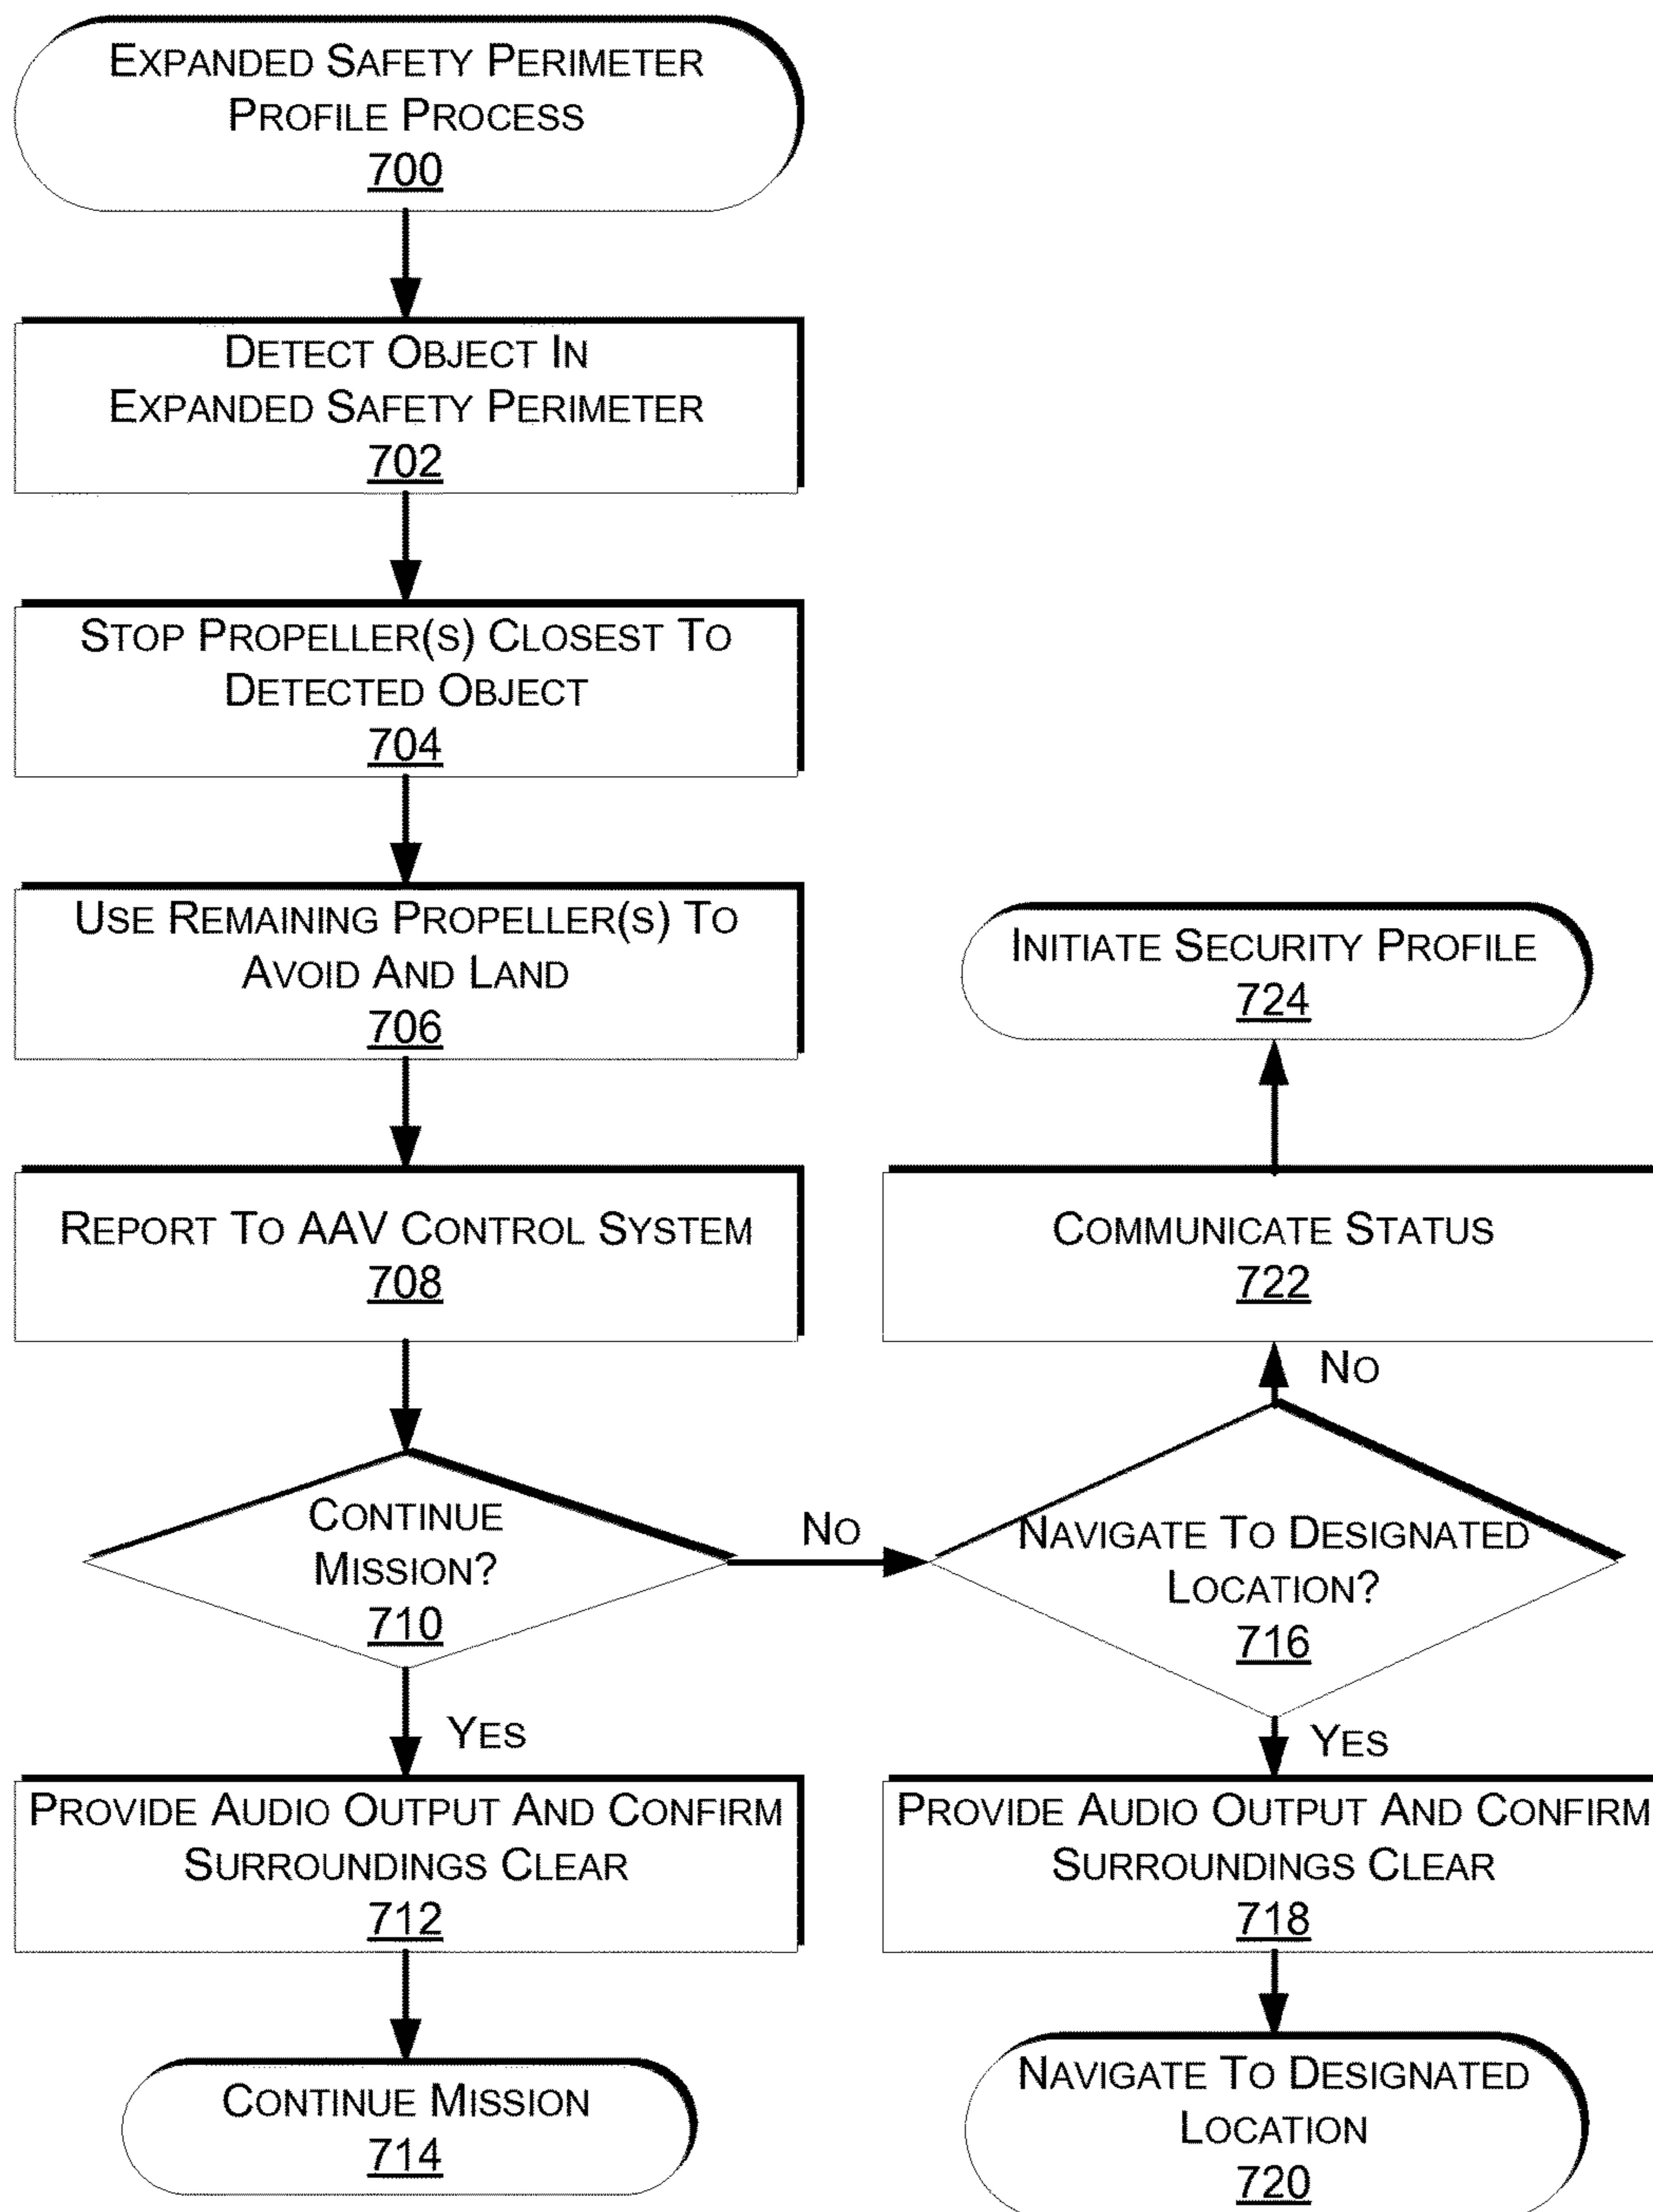 EXPANDED SAFETY PERIMETER
PROFILE PROCESS
700
DETECT OBJECT IN
EXPANDED SAFETY PERIMETER
702
STOP PROPELLER(S) CLOSEST TO
DETECTED OBJECT
704
USE REMAINING PROPELLER(S) TO
AVOID AND LAND
706
REPORT TO AAV CONTROL SYSTEM
708
CONTINUE
MISSION?
710
YES
PROVIDE AUDIO OUTPUT AND CONFIRM
SURROUNDINGS CLEAR
712
CONTINUE MISSION
714
NO
NAVIGATE TO DESIGNATED
LOCATION?
716
YES
PROVIDE AUDIO OUTPUT AND CONFIRM
SURROUNDINGS CLEAR
718
NAVIGATE TO DESIGNATED
LOCATION
720
NO
COMMUNICATE STATUS
722
INITIATE SECURITY PROFILE
724